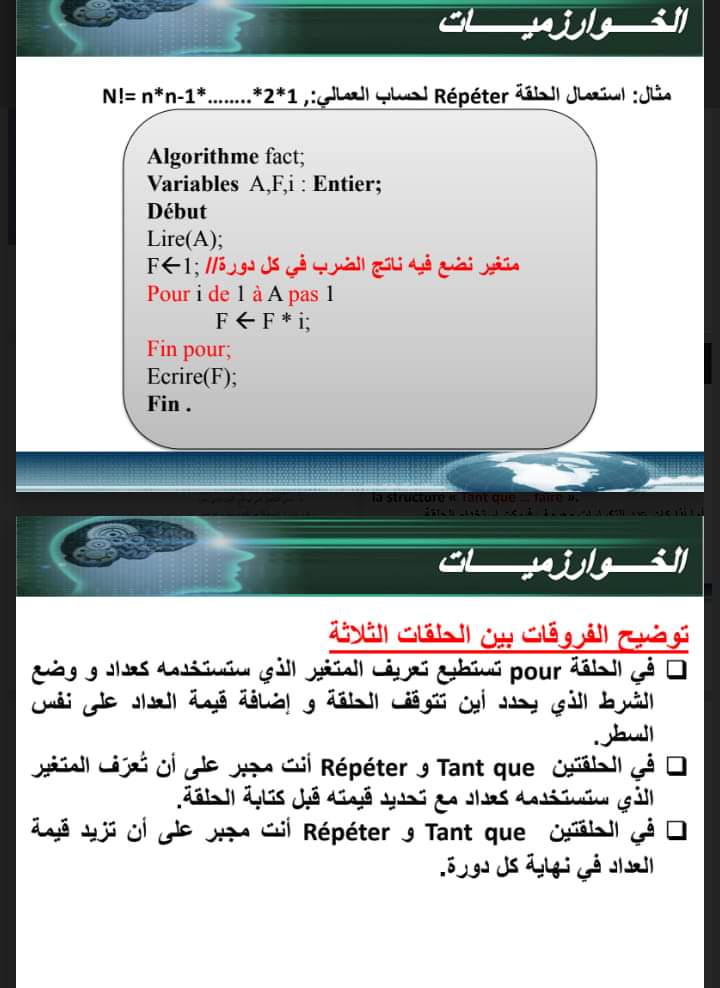 الخـــوارزميـــــات
مثال: استعمال الحلقة Répéter لحساب العمالي:, N!= n*n-1*........*2*1
Algorithme fact;
Variables A,F,i : Entier;
Début
Lire(A);
F←1; //متغير نضع فيه ناتج الضرب في كل دورة
Pour i de 1 à A pas 1
F ← F * i;
Fin pour;
Ecrire(F);
Fin .
la structure « Tant que ... faire ».
الخـــوارزميـــــات
توضيح الفروقات بين الحلقات الثلاثة
❑ في الحلقة pour تستطيع تعريف المتغير الذي ستستخدمه كعداد و وضع
الشرط الذي يحدد أين تتوقف الحلقة و إضافة قيمة العداد على نفس
السطر.
❑ في الحلقتين Tant que و Répéter أنت مجبر على أن تُعرّف المتغير
الذي ستستخدمه كعداد مع تحديد قيمته قبل كتابة الحلقة.
❑ في الحلقتين Tant que و Répéter أنت مجبر على أن تزيد قيمة
العداد في نهاية كل دورة.